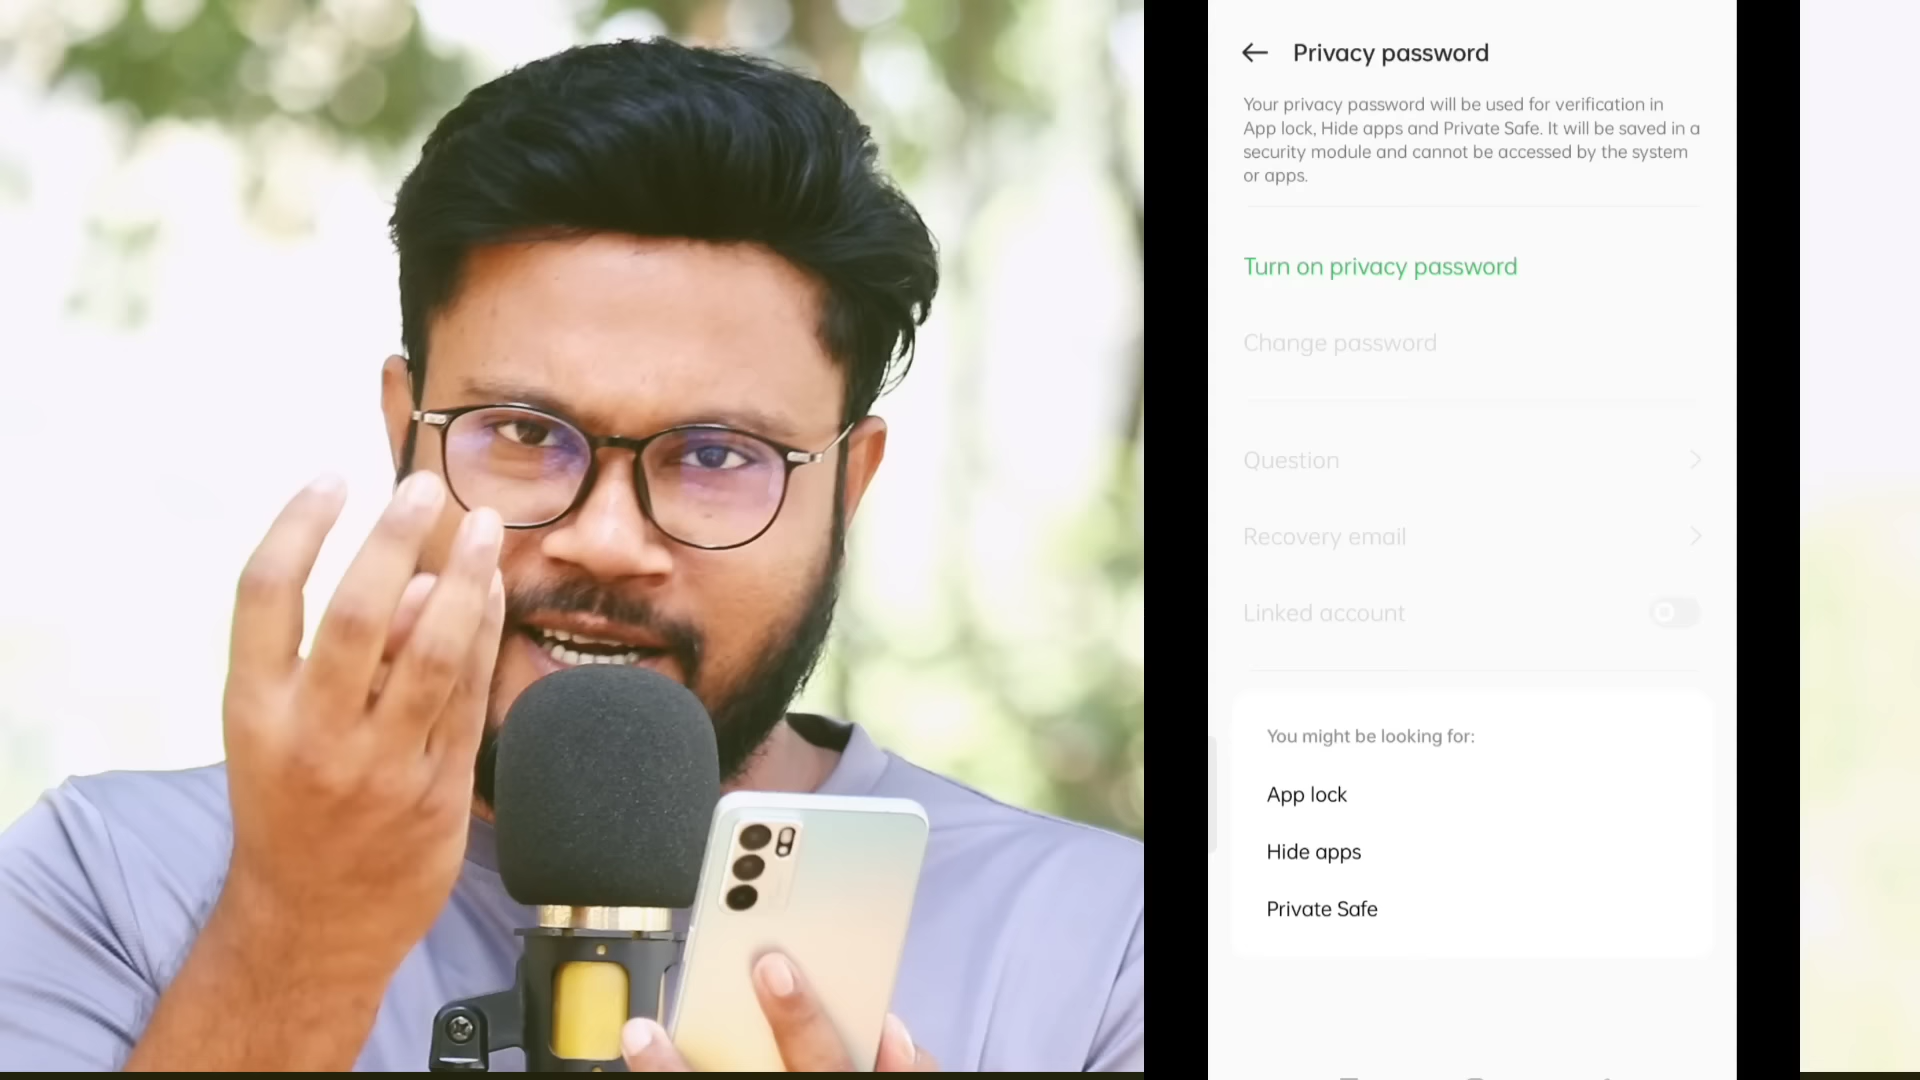 Privacy password
Your privacy password will be used for verification in
App lock, Hide apps and Private Safe. It will be saved in a
security module and cannot be accessed by the system
or apps.
Turn on privacy password
Change password
Question
Recovery email
Linked account
You might be looking for:
App lock
Hide apps
Private Safe